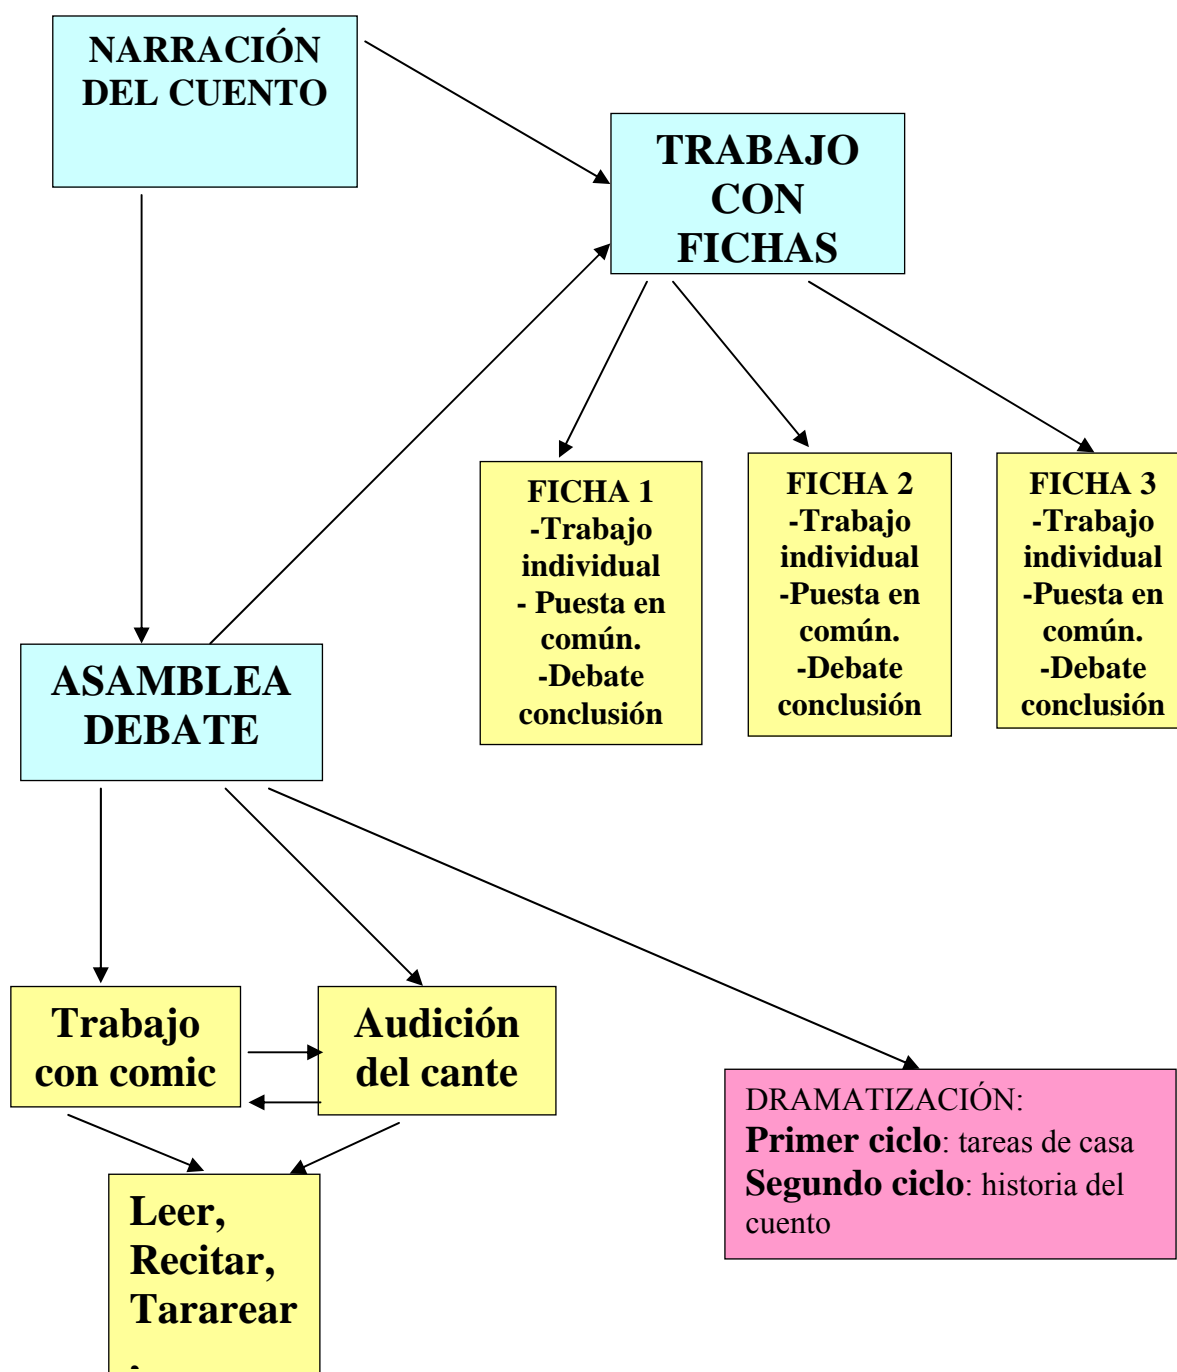 NARRACIÓN
DEL CUENTO
TRABAJO
CON
FICHAS
FICHA 1
-Trabajo
individual
- Puesta en
común.
-Debate
conclusión
FICHA 2
-Trabajo
individual
-Puesta en
común.
-Debate
conclusión
FICHA 3
-Trabajo
individual
-Puesta en
común.
-Debate
conclusión
ASAMBLEA
DEBATE
Trabajo
con comic
Audición
del cante
DRAMATIZACIÓN:
Primer ciclo: tareas de casa
Segundo ciclo: historia del
cuento
Leer,
Recitar,
Tararear
.